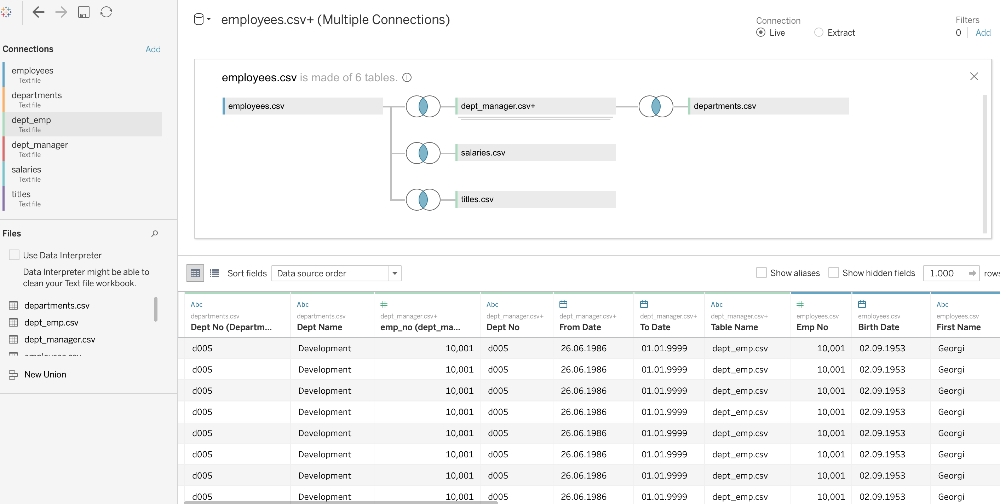 employees.csv+ (Multiple Connections)
Connection
Live
Extract
Filters
0
Add
Connections
Add
employees
Text file
departments
Text file
dept_emp
Text file
dept_manager
Text file
salaries
Text file
titles
Text file
Files
Use Data Interpreter
Data Interpreter might be able to
clean your Text file workbook.
departments.csv
dept_emp.csv
dept_manager.csv
New Union
employees.csv is made of 6 tables.
employees.csv
dept_manager.csv+
departments.csv
salaries.csv
titles.csv
Sort fields
Data source order
Show aliases
Show hidden fields
1.000
rows
Abc Abc # Abc Abc # Abc
departments.csv departments.csv dept_manager.csv+ dept_manager.csv+ dept_manager.csv+ dept_manager.csv+ dept_manager.csv+ employees.csv employees.csv employees.csv
Dept No (Departm... Dept Name emp_no (dept_ma... Dept No From Date To Date Table Name Emp No Birth Date First Name
d005 Development 10,001 d005 26.06.1986 01.01.9999 dept_emp.csv 10,001 02.09.1953 Georgi
d005 Development 10,001 d005 26.06.1986 01.01.9999 dept_emp.csv 10,001 02.09.1953 Georgi
d005 Development 10,001 d005 26.06.1986 01.01.9999 dept_emp.csv 10,001 02.09.1953 Georgi
d005 Development 10,001 d005 26.06.1986 01.01.9999 dept_emp.csv 10,001 02.09.1953 Georgi
d005 Development 10,001 d005 26.06.1986 01.01.9999 dept_emp.csv 10,001 02.09.1953 Georgi
d005 Development 10,001 d005 26.06.1986 01.01.9999 dept_emp.csv 10,001 02.09.1953 Georgi
d005 Development 10,001 d005 26.06.1986 01.01.9999 dept_emp.csv 10,001 02.09.1953 Georgi
d005 Development 10,001 d005 26.06.1986 01.01.9999 dept_emp.csv 10,001 02.09.1953 Georgi